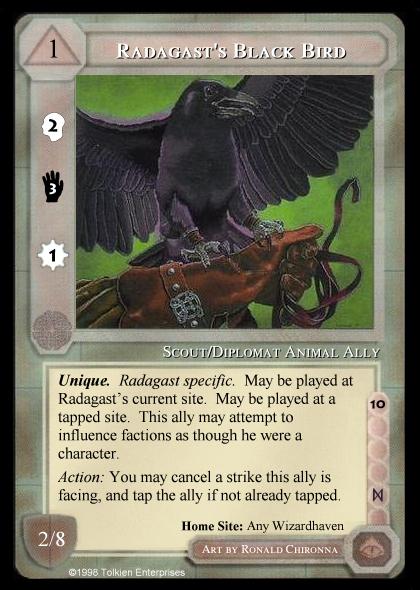 1
RADAGAST'S BLACK BIRD
2
3
1
SCOUT/DIPLOMAT ANIMAL ALLY
Unique. Radagast specific. May be played at
Radagast's current site. May be played at a
tapped site. This ally may attempt to
influence factions as though he were a
character.
Action: You may cancel a strike this ally is
facing, and tap the ally if not already tapped.
Home Site: Any Wizardhaven
10
2/8
ART BY RONALD CHIRONNA
©1998 Tolkien Enterprises